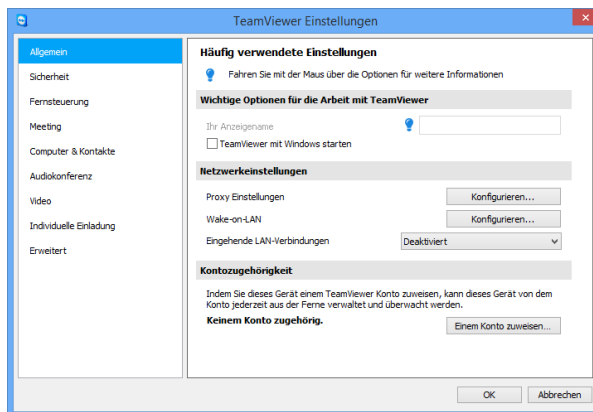 TeamViewer Einstellungen
Allgemein
Sicherheit
Fernsteuerung
Meeting
Computer & Kontakte
Audiokonferenz
Video
Individuelle Einladung
Erweitert
Häufig verwendete Einstellungen
Fahren Sie mit der Maus über die Optionen für weitere Informationen
Wichtige Optionen für die Arbeit mit TeamViewer
Ihr Anzeigename
TeamViewer mit Windows starten
Netzwerkeinstellungen
Proxy Einstellungen Konfigurieren...
Wake-on-LAN Konfigurieren...
Eingehende LAN-Verbindungen Deaktiviert
Kontozugehörigkeit
Indem Sie dieses Gerät einem TeamViewer Konto zuweisen, kann dieses Gerät von dem
Konto jederzeit aus der Ferne verwaltet und überwacht werden.
Keinem Konto zugehörig. Einem Konto zuweisen...
OK Abbrechen